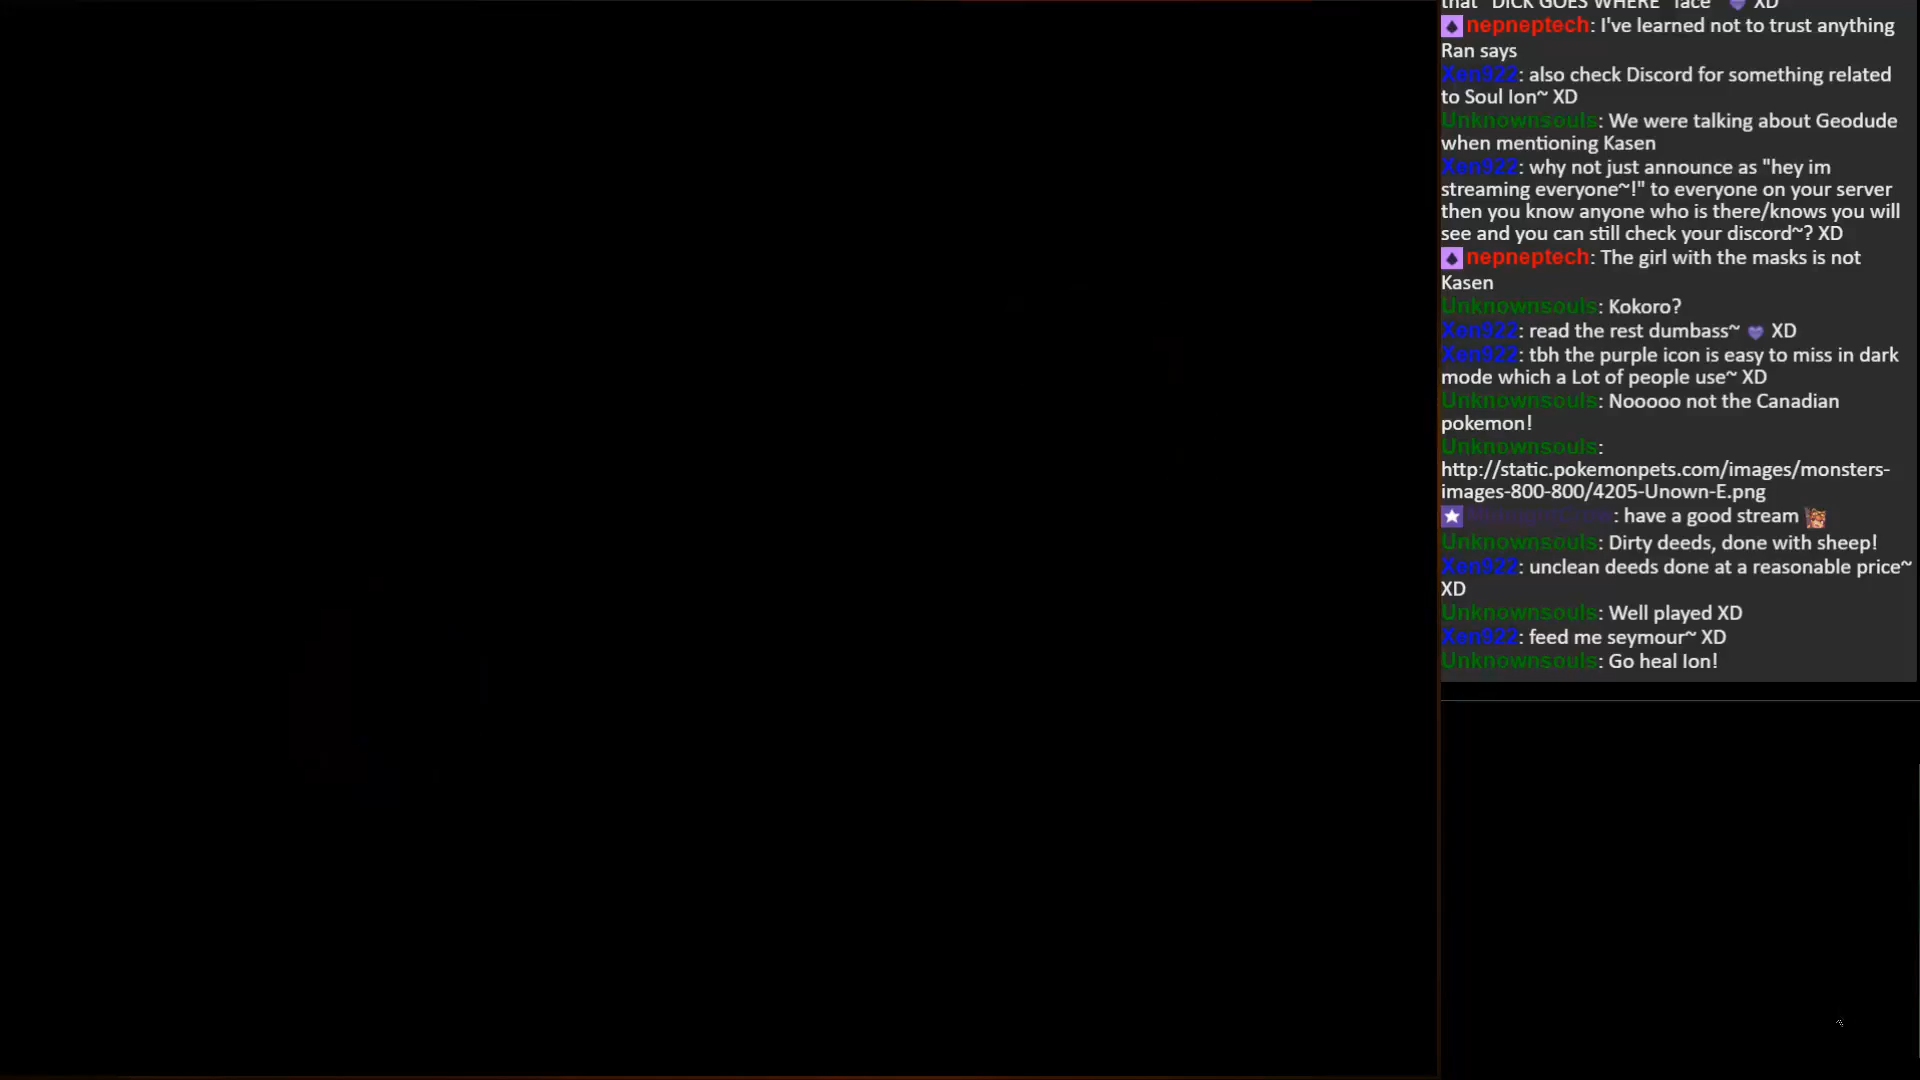 that "DICK GOES WHERE" face XD
nepneptech: I've learned not to trust anything
Ran says
Xen922: also check Discord for something related
to Soul Ion~ XD
Unknownsouls: We were talking about Geodude
when mentioning Kasen
Xen922: why not just announce as "hey im
streaming everyone~!" to everyone on your server
then you know anyone who is there/knows you will
see and you can still check your discord~? XD
nepneptech: The girl with the masks is not
Kasen
Unknownsouls: Kokoro?
Xen922: read the rest dumbass~ XD
Xen922: tbh the purple icon is easy to miss in dark
mode which a Lot of people use~ XD
Unknownsouls: Nooooo not the Canadian
pokemon!
Unknownsouls:
http://static.pokemonpets.com/images/monsters-
images-800-800/4205-Unown-E.png
: have a good stream
Unknownsouls: Dirty deeds, done with sheep!
Xen922: unclean deeds done at a reasonable price~
XD
Unknownsouls: Well played XD
Xen922: feed me seymour~ XD
Unknownsouls: Go heal Ion!